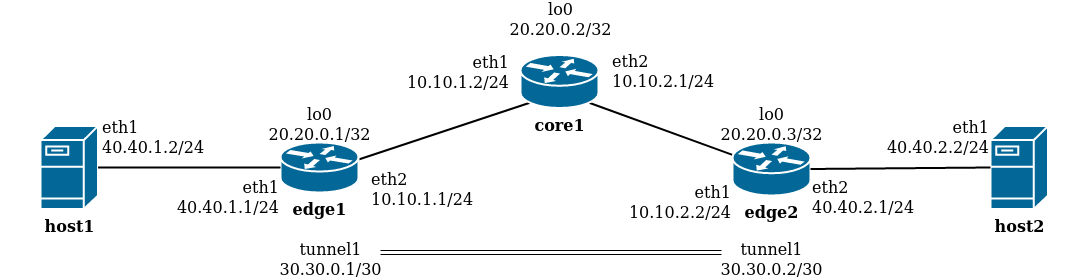 lo0
20.20.0.2/32
eth1
10.10.1.2/24
eth2
10.10.2.1/24
core1
lo0
20.20.0.1/32
lo0
20.20.0.3/32
eth1
40.40.1.2/24
eth1
40.40.2.2/24
host1
eth1
40.40.1.1/24
edge1
eth2
10.10.1.1/24
eth1
10.10.2.2/24
edge2
eth2
40.40.2.1/24
host2
tunnel1
30.30.0.1/30
tunnel1
30.30.0.2/30